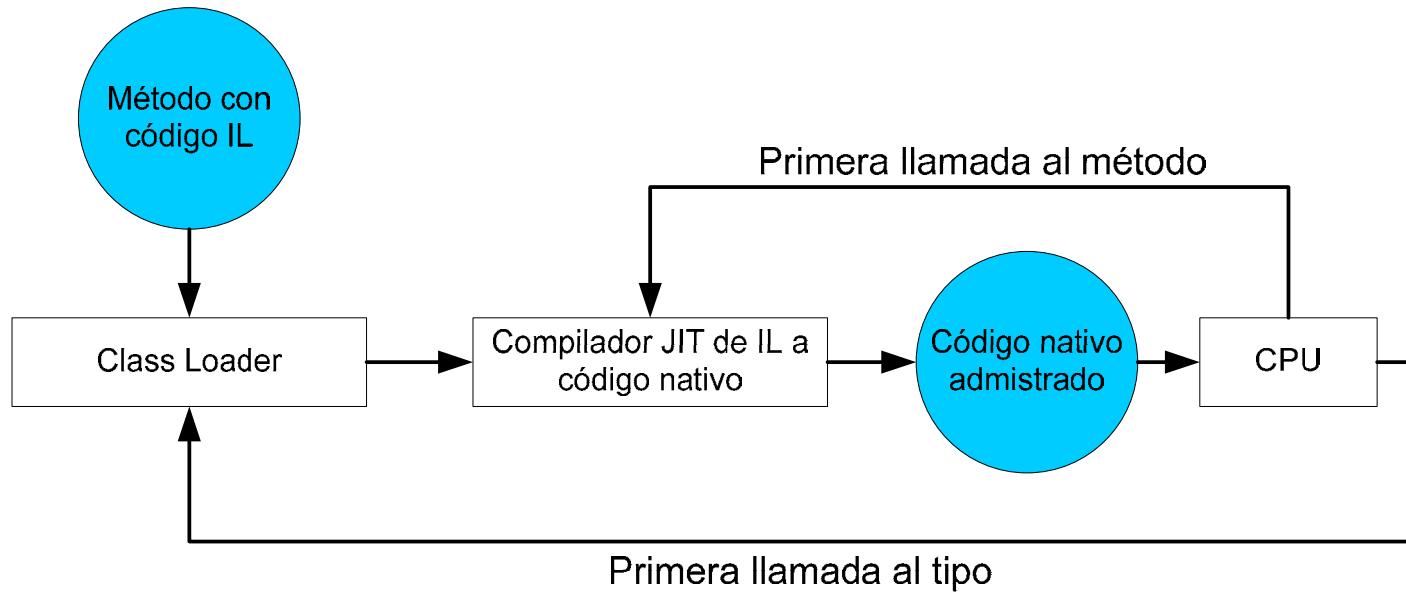 Método con
código IL
Primera llamada al método
Class Loader
Compilador JIT de IL a
código nativo
Código nativo
admistrado
CPU
Primera llamada al tipo